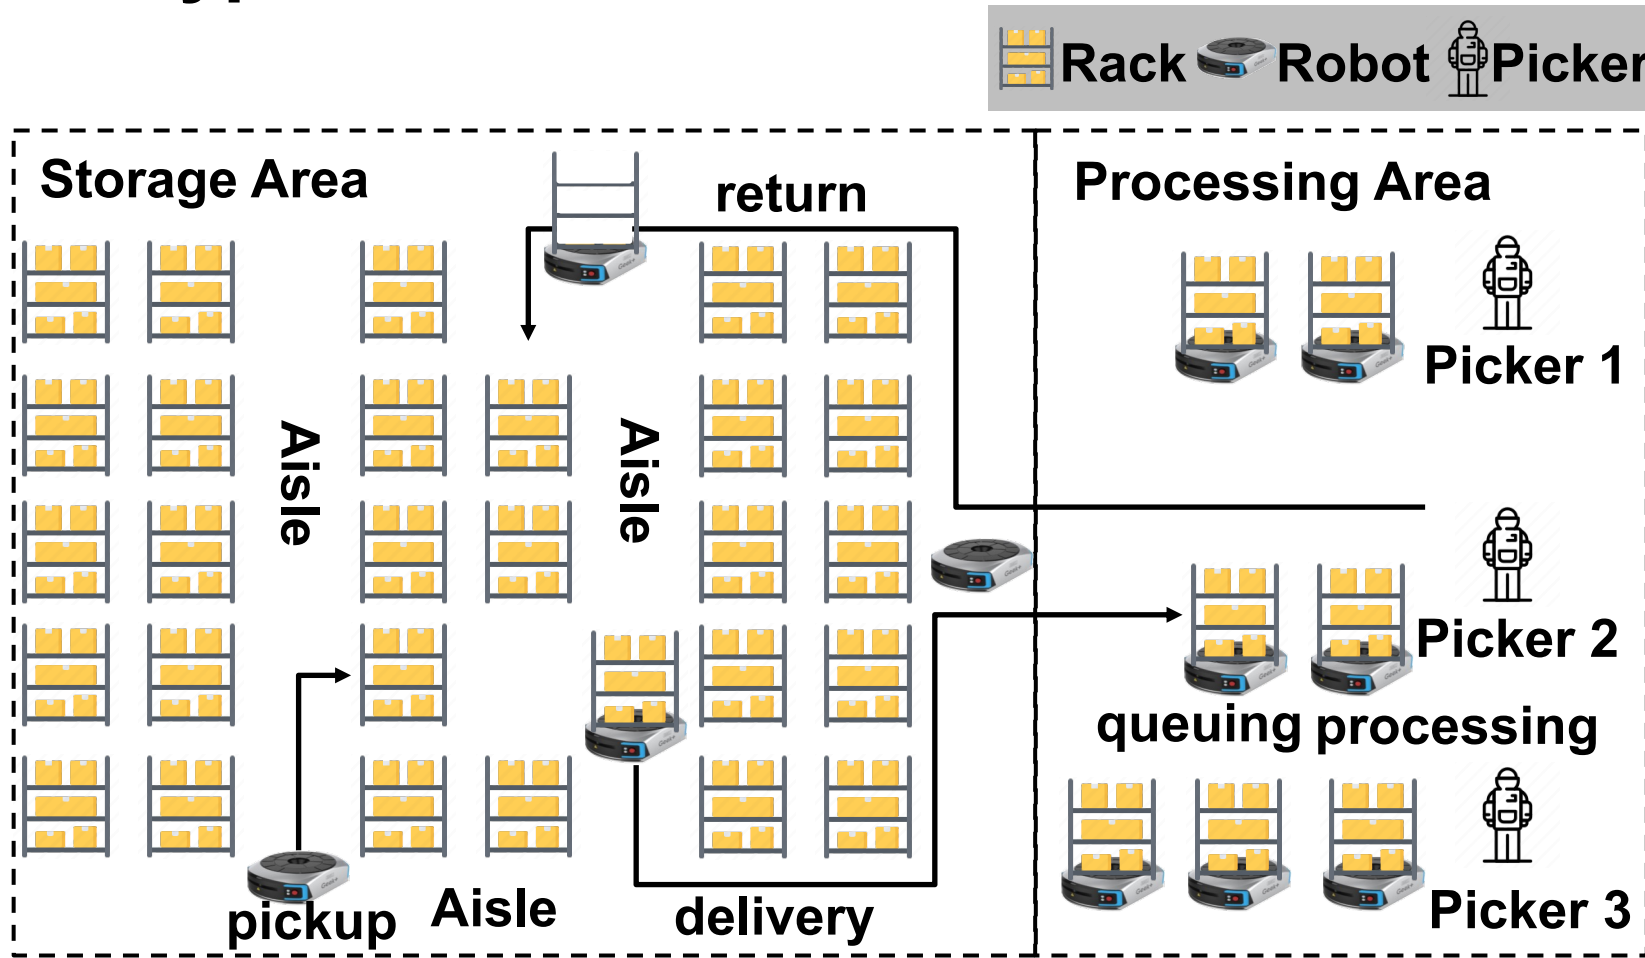 Rack Robot Picker
Storage Area
return
Processing Area
Picker 1
Aisle
Aisle
Picker 2
queuing processing
pickup
Aisle
delivery
Picker 3